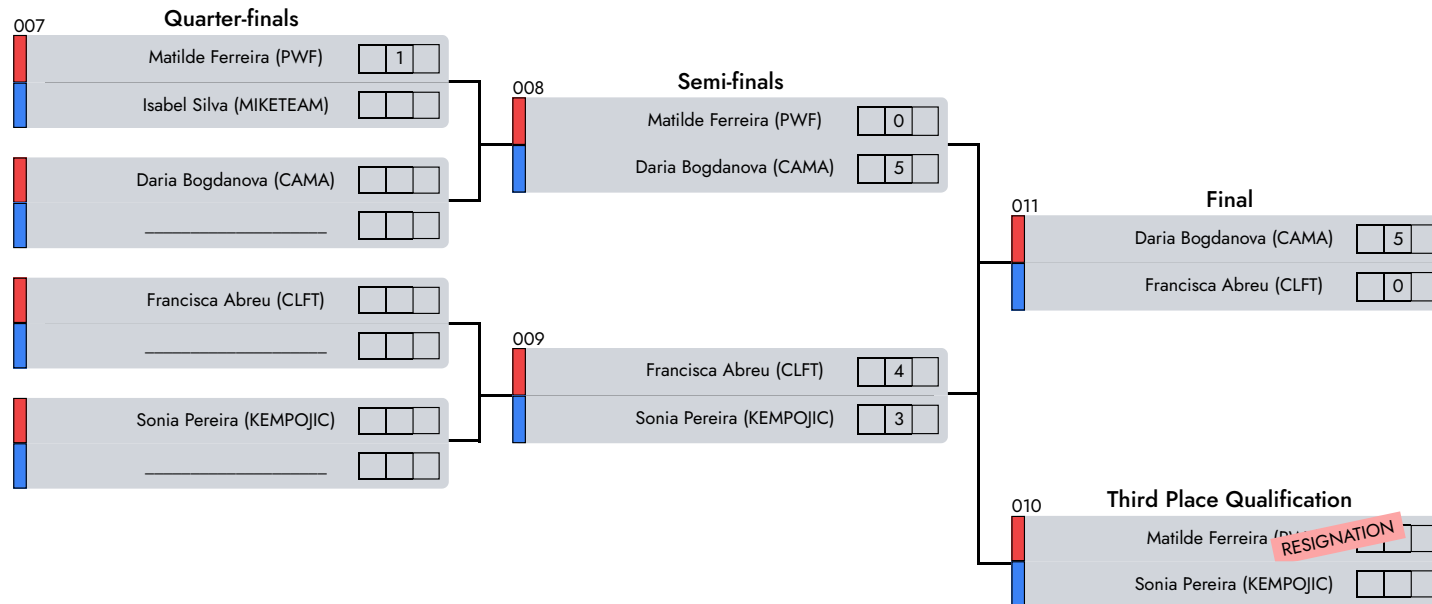 Quarter-finals
007
Matilde Ferreira (PWF) 1
Isabel Silva (MIKETEAM)
Daria Bogdanova (CAMA)
____________________
Francisca Abreu (CLFT)
____________________
Sonia Pereira (KEMPOJIC)
____________________
Semi-finals
008
Matilde Ferreira (PWF) 0
Daria Bogdanova (CAMA) 5
009
Francisca Abreu (CLFT) 4
Sonia Pereira (KEMPOJIC) 3
Final
011
Daria Bogdanova (CAMA) 5
Francisca Abreu (CLFT) 0
Third Place Qualification
010
Matilde Ferreira
RESIGNATION
Sonia Pereira (KEMPOJIC)